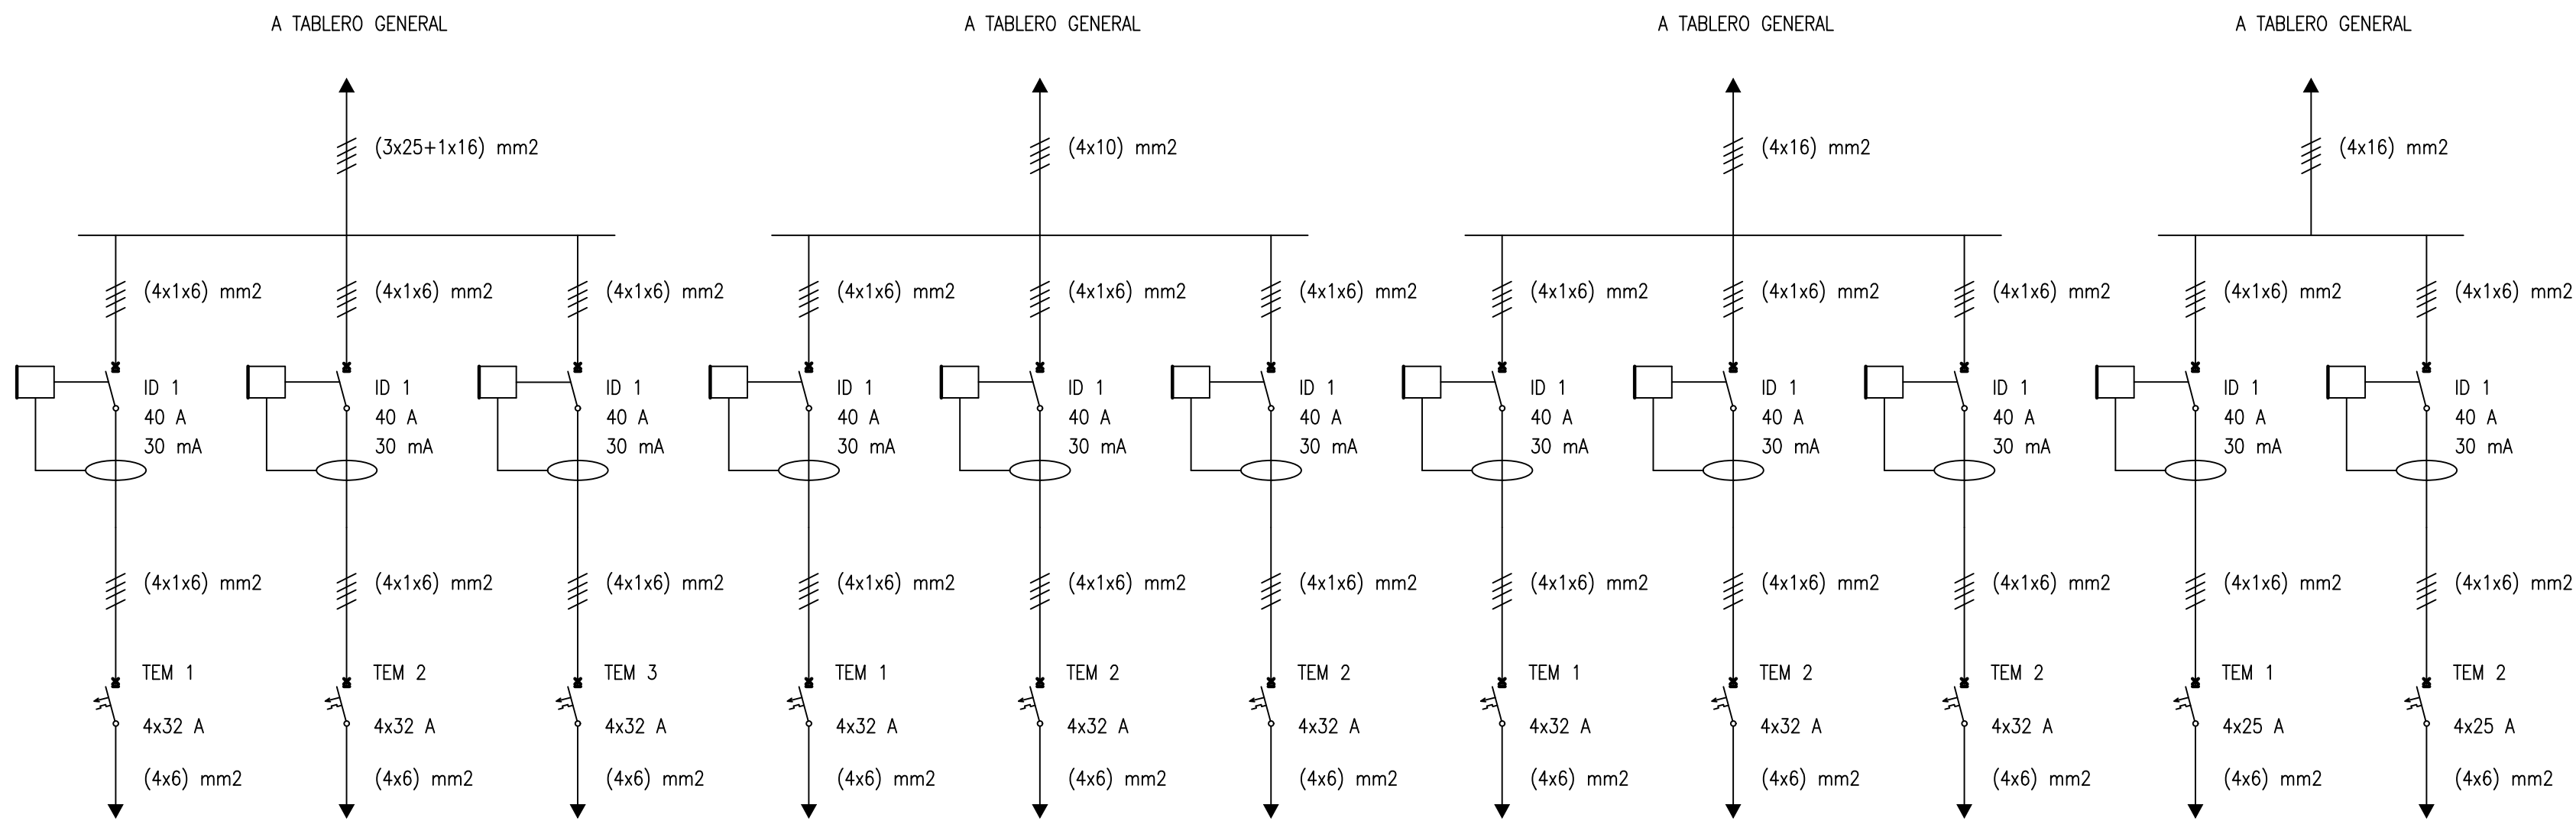 A TABLERO GENERAL
A TABLERO GENERAL
A TABLERO GENERAL
A TABLERO GENERAL
(3x25+1x16) mm2
(4x10) mm2
(4x16) mm2
(4x16) mm2
(4x1x6) mm2
(4x1x6) mm2
(4x1x6) mm2
(4x1x6) mm2
(4x1x6) mm2
(4x1x6) mm2
(4x1x6) mm2
(4x1x6) mm2
(4x1x6) mm2
(4x1x6) mm2
(4x1x6) mm2
ID 1
40 A
30 mA
ID 1
40 A
30 mA
ID 1
40 A
30 mA
ID 1
40 A
30 mA
ID 1
40 A
30 mA
ID 1
40 A
30 mA
ID 1
40 A
30 mA
ID 1
40 A
30 mA
ID 1
40 A
30 mA
ID 1
40 A
30 mA
ID 1
40 A
30 mA
(4x1x6) mm2
(4x1x6) mm2
(4x1x6) mm2
(4x1x6) mm2
(4x1x6) mm2
(4x1x6) mm2
(4x1x6) mm2
(4x1x6) mm2
(4x1x6) mm2
(4x1x6) mm2
(4x1x6) mm2
TEM 1
4x32 A
(4x6) mm2
TEM 2
4x32 A
(4x6) mm2
TEM 3
4x32 A
(4x6) mm2
TEM 1
4x32 A
(4x6) mm2
TEM 2
4x32 A
(4x6) mm2
TEM 2
4x32 A
(4x6) mm2
TEM 1
4x32 A
(4x6) mm2
TEM 2
4x32 A
(4x6) mm2
TEM 2
4x32 A
(4x6) mm2
TEM 1
4x25 A
(4x6) mm2
TEM 2
4x25 A
(4x6) mm2